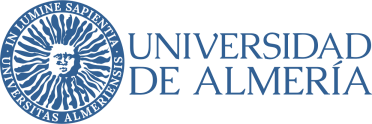 · IN LUMINE SAPIENTIA ·
UNIVERSITAS ALMERIENSIS
UNIVERSIDAD
DE ALMERÍA